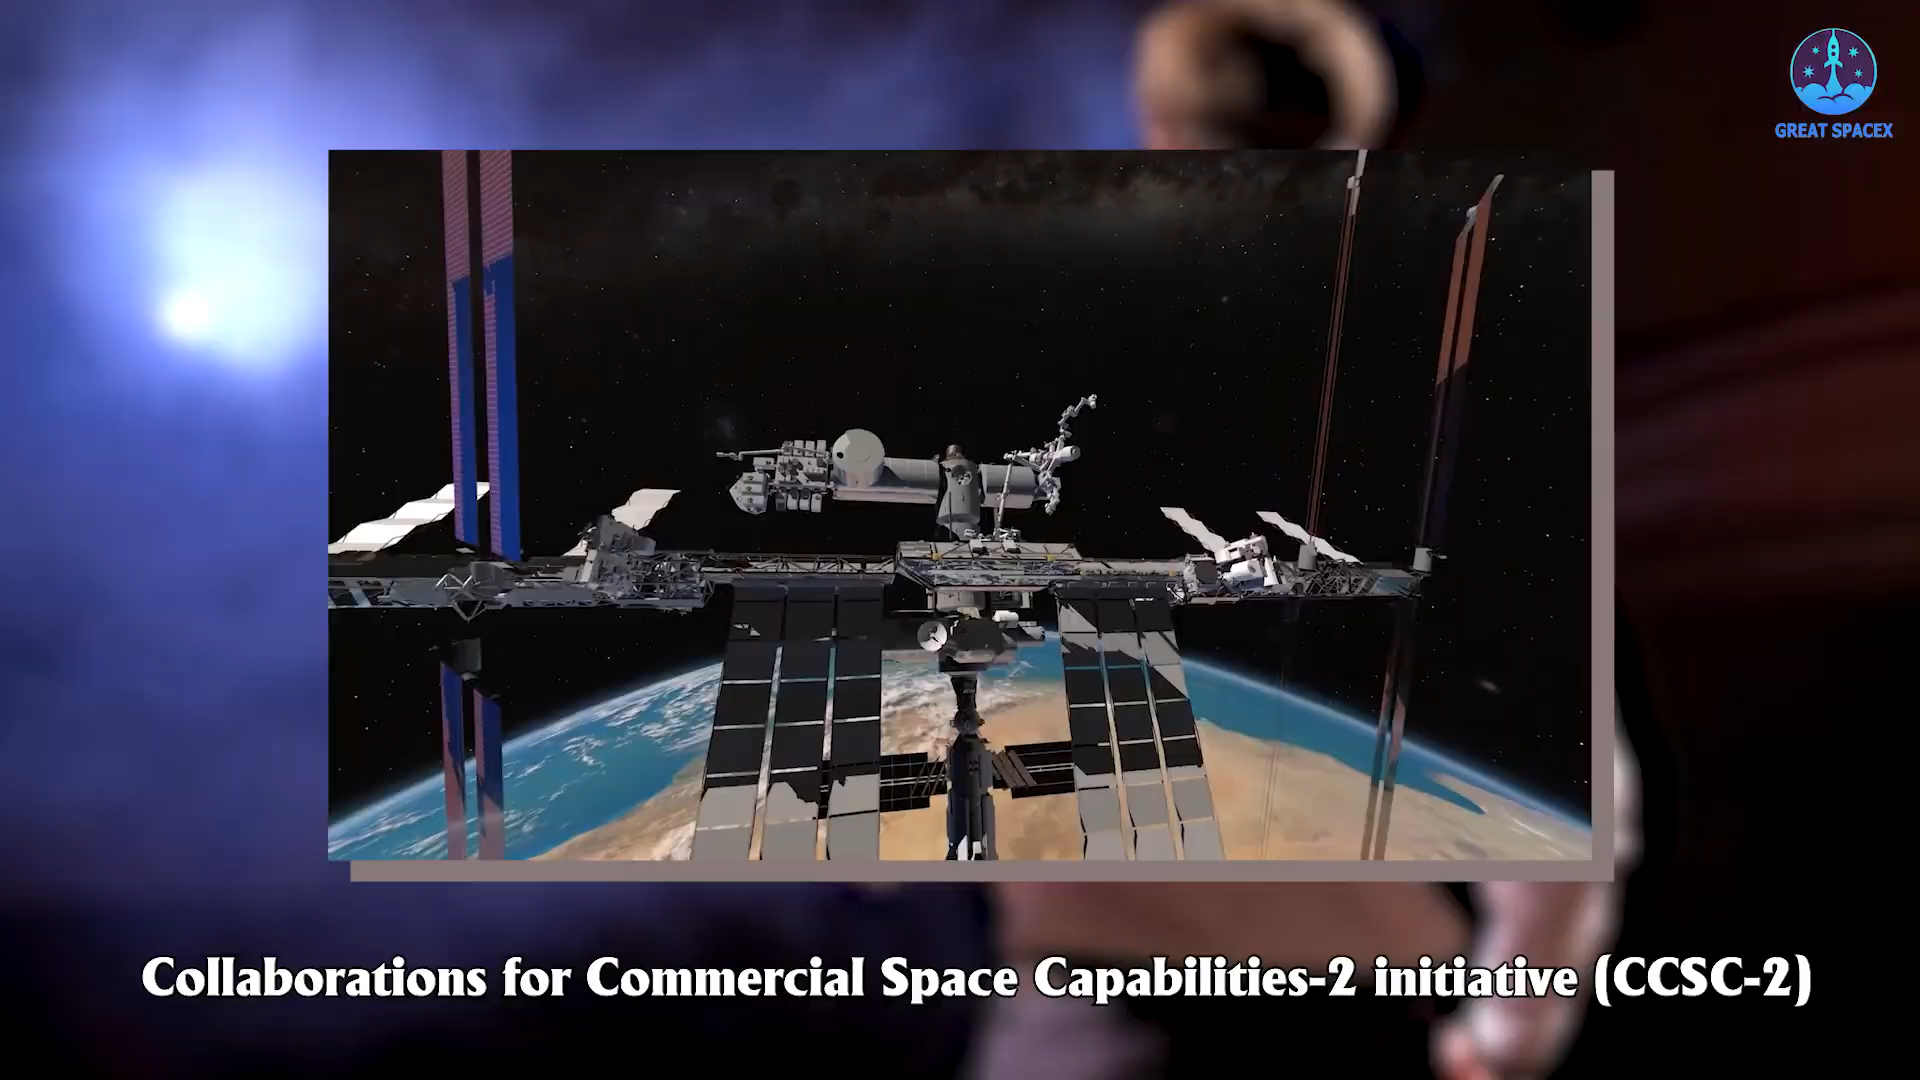 GREAT SPACEX
Collaborations for Commercial Space Capabilities-2 initiative (CCSC-2)